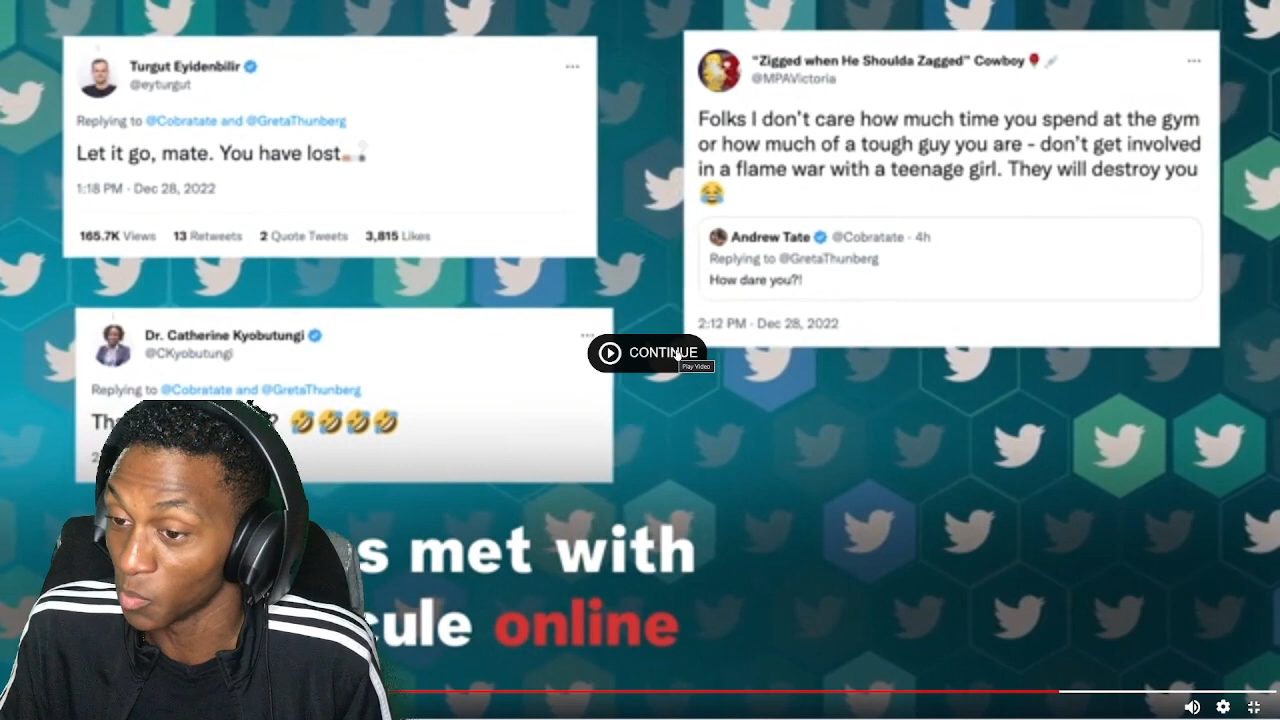 Turgut Eyidenbilir
@eyturgut
Replying to @Cobratate and @GretaThunberg
Let it go, mate. You have lost
1:18 PM · Dec 28, 2022
165.7K Views 13 Retweets 2 Quote Tweets 3,815 Likes
"Zigged when He Shoulda Zagged" Cowboy
@MPAVictoria
Folks I don't care how much time you spend at the gym
or how much of a tough guy you are - don't get involved
in a flame war with a teenage girl. They will destroy you
😂
Andrew Tate @Cobratate · 4h
Replying to @GretaThunberg
How dare you?!
2:12 PM · Dec 28, 2022
Dr. Catherine Kyobutungi
@CKyobutungi
Replying to @Cobratate and @GretaThunberg
? 🤣🤣🤣🤣
CONTINUE
Play Video
s met with
cule online